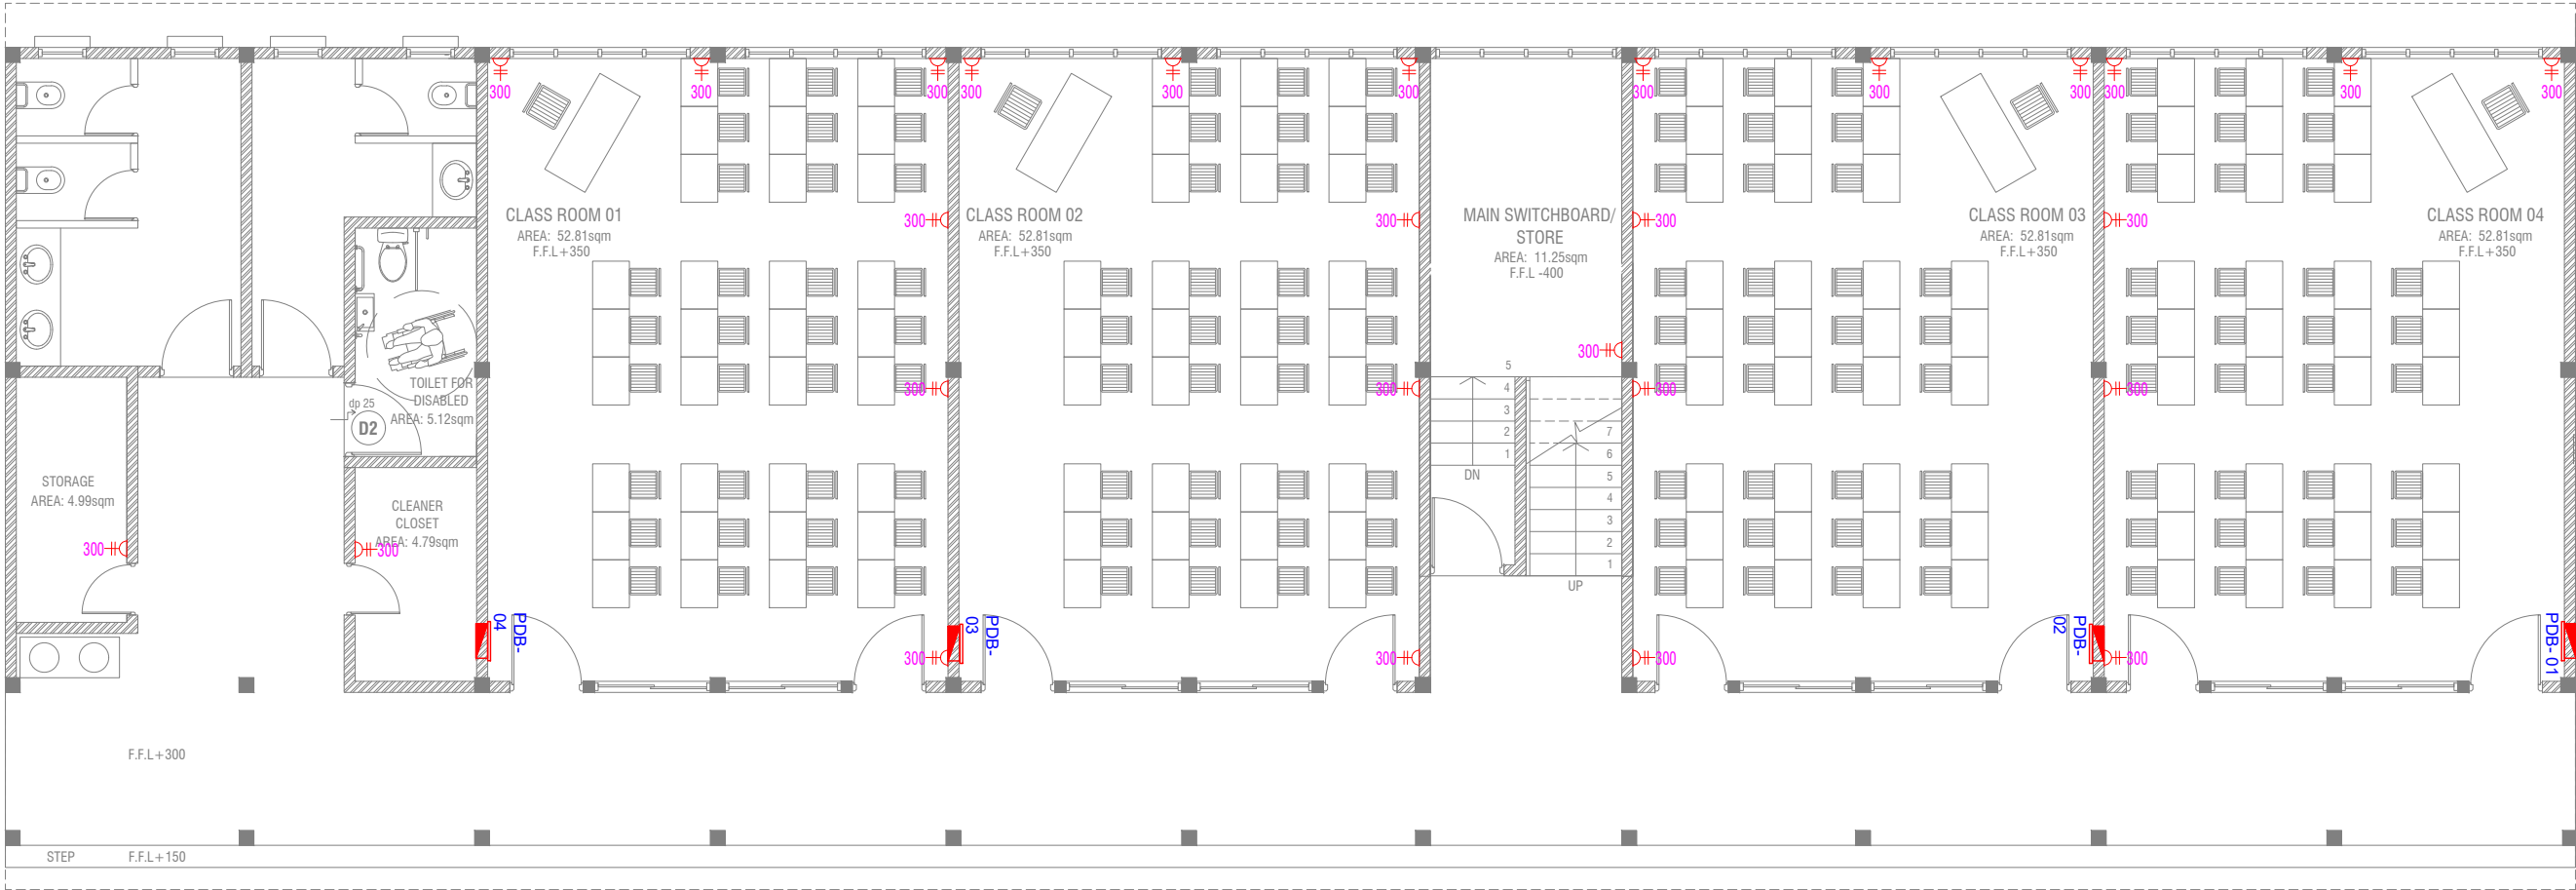 300
300
300
300
300
300
300
300
300
300
300
300
CLASS ROOM 01
AREA: 52.81sqm
F.F.L+350
300
CLASS ROOM 02
AREA: 52.81sqm
F.F.L+350
300
MAIN SWITCHBOARD/
STORE
AREA: 11.25sqm
F.F.L -400
300
CLASS ROOM 03
AREA: 52.81sqm
F.F.L+350
300
CLASS ROOM 04
AREA: 52.81sqm
F.F.L+350
300
TOILET FOR
DISABLED
AREA: 5.12sqm
dp 25
D2
300
300
5
4
3
2
1
DN
7
6
5
4
3
2
1
UP
300
300
STORAGE
AREA: 4.99sqm
300
CLEANER
CLOSET
AREA: 4.79sqm
300
PDB-
04
PDB-
03
300
300
300
PDB-
02
300
PDB- 01
F.F.L+300
STEP
F.F.L+150